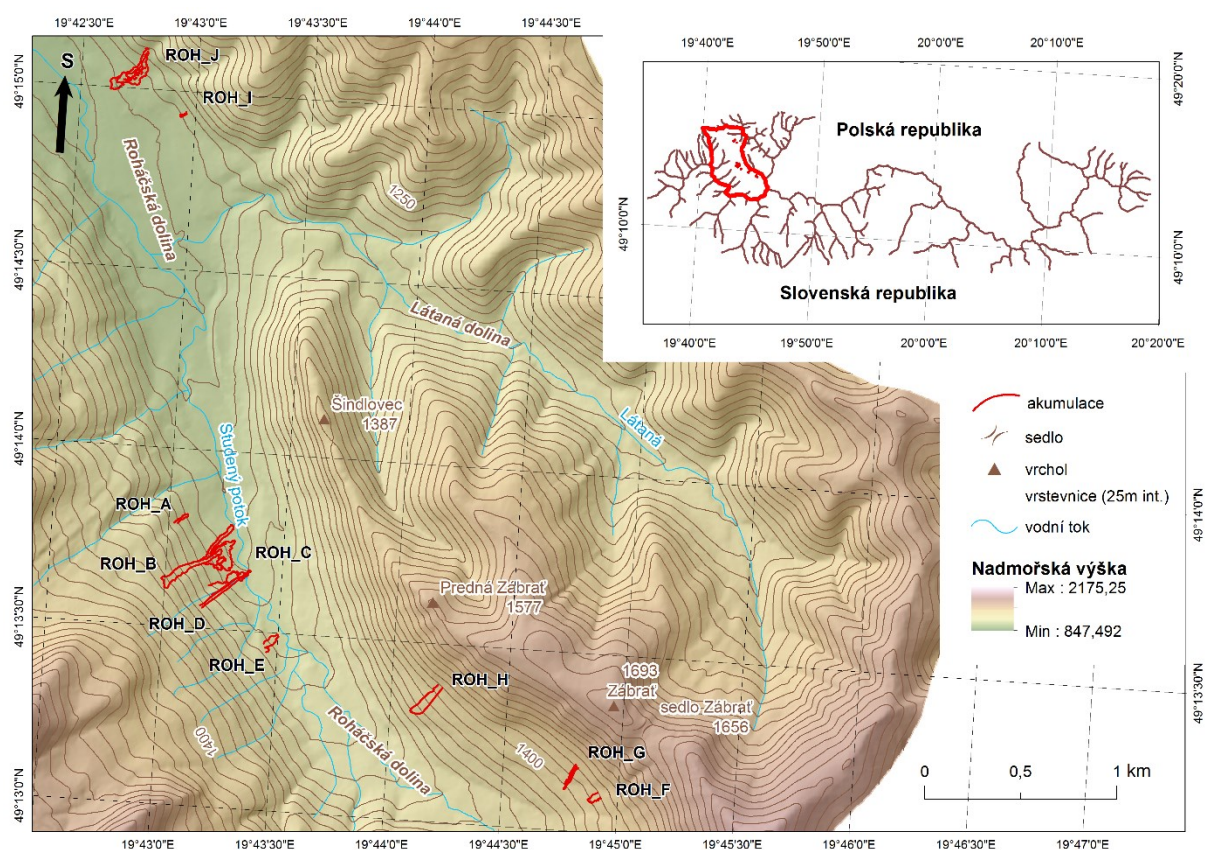 19°42'30"E
19°43'0"E
19°43'30"E
19°44'0"E
19°44'30"E
19°40'0"E
19°50'0"E
20°0'0"E
20°10'0"E
49°15'0"N
49°14'30"N
49°14'0"N
49°13'30"N
49°13'0"N
S
ROH_J
ROH_I
Roháčská dolina
1250
Látaná dolina
Šindlovec
1387
Látaná
Studený potok
ROH_A
ROH_B
ROH_C
ROH_D
ROH_E
Predná Zábrať
1577
1693
Zábrať
sedlo Zábrať
1656
ROH_H
1400
Roháčská dolina
1400
ROH_G
ROH_F
Polská republika
Slovenská republika
49°10'0"N
49°20'0"N
49°10'0"N
19°40'0"E
19°50'0"E
20°0'0"E
20°10'0"E
20°20'0"E
akumulace
sedlo
vrchol
vrstevnice (25m int.)
vodní tok
Nadmořská výška
Max : 2175,25
Min : 847,492
49°14'0"N
49°13'30"N
0
0,5
1 km
19°43'0"E
19°43'30"E
19°44'0"E
19°44'30"E
19°45'0"E
19°45'30"E
19°46'0"E
19°46'30"E
19°47'0"E